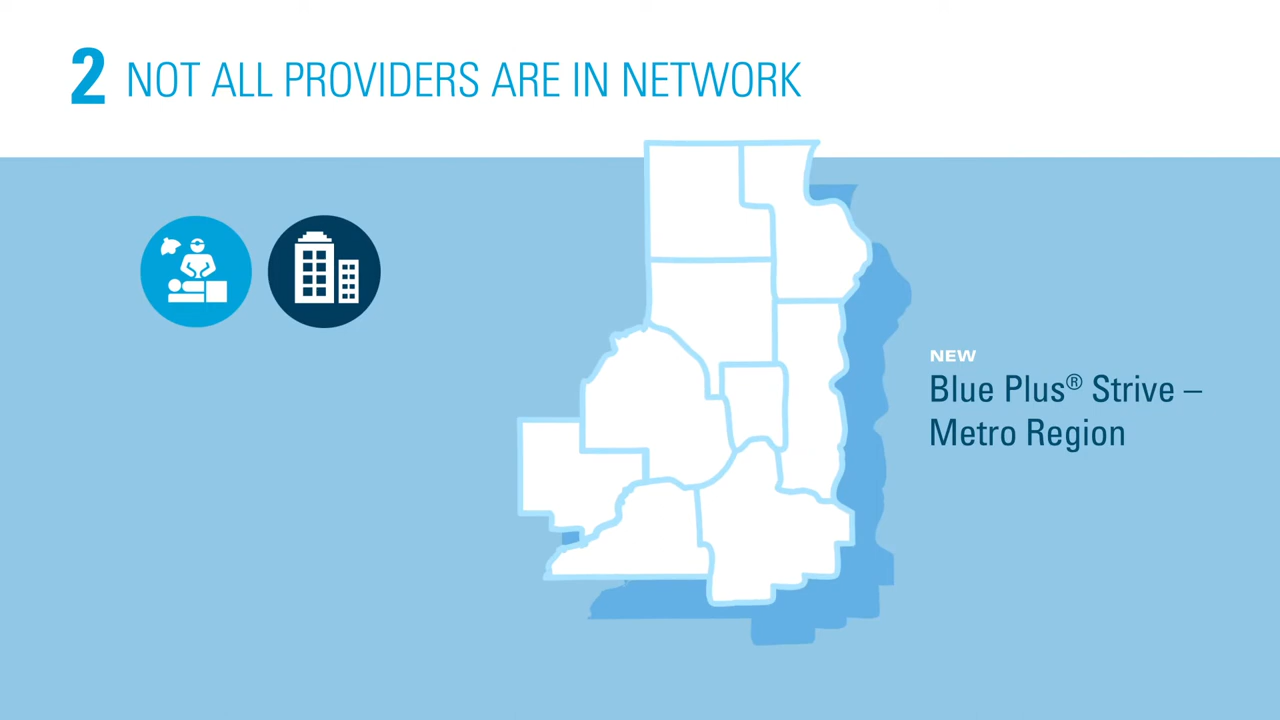 2 NOT ALL PROVIDERS ARE IN NETWORK
NEW
Blue Plus® Strive –
Metro Region